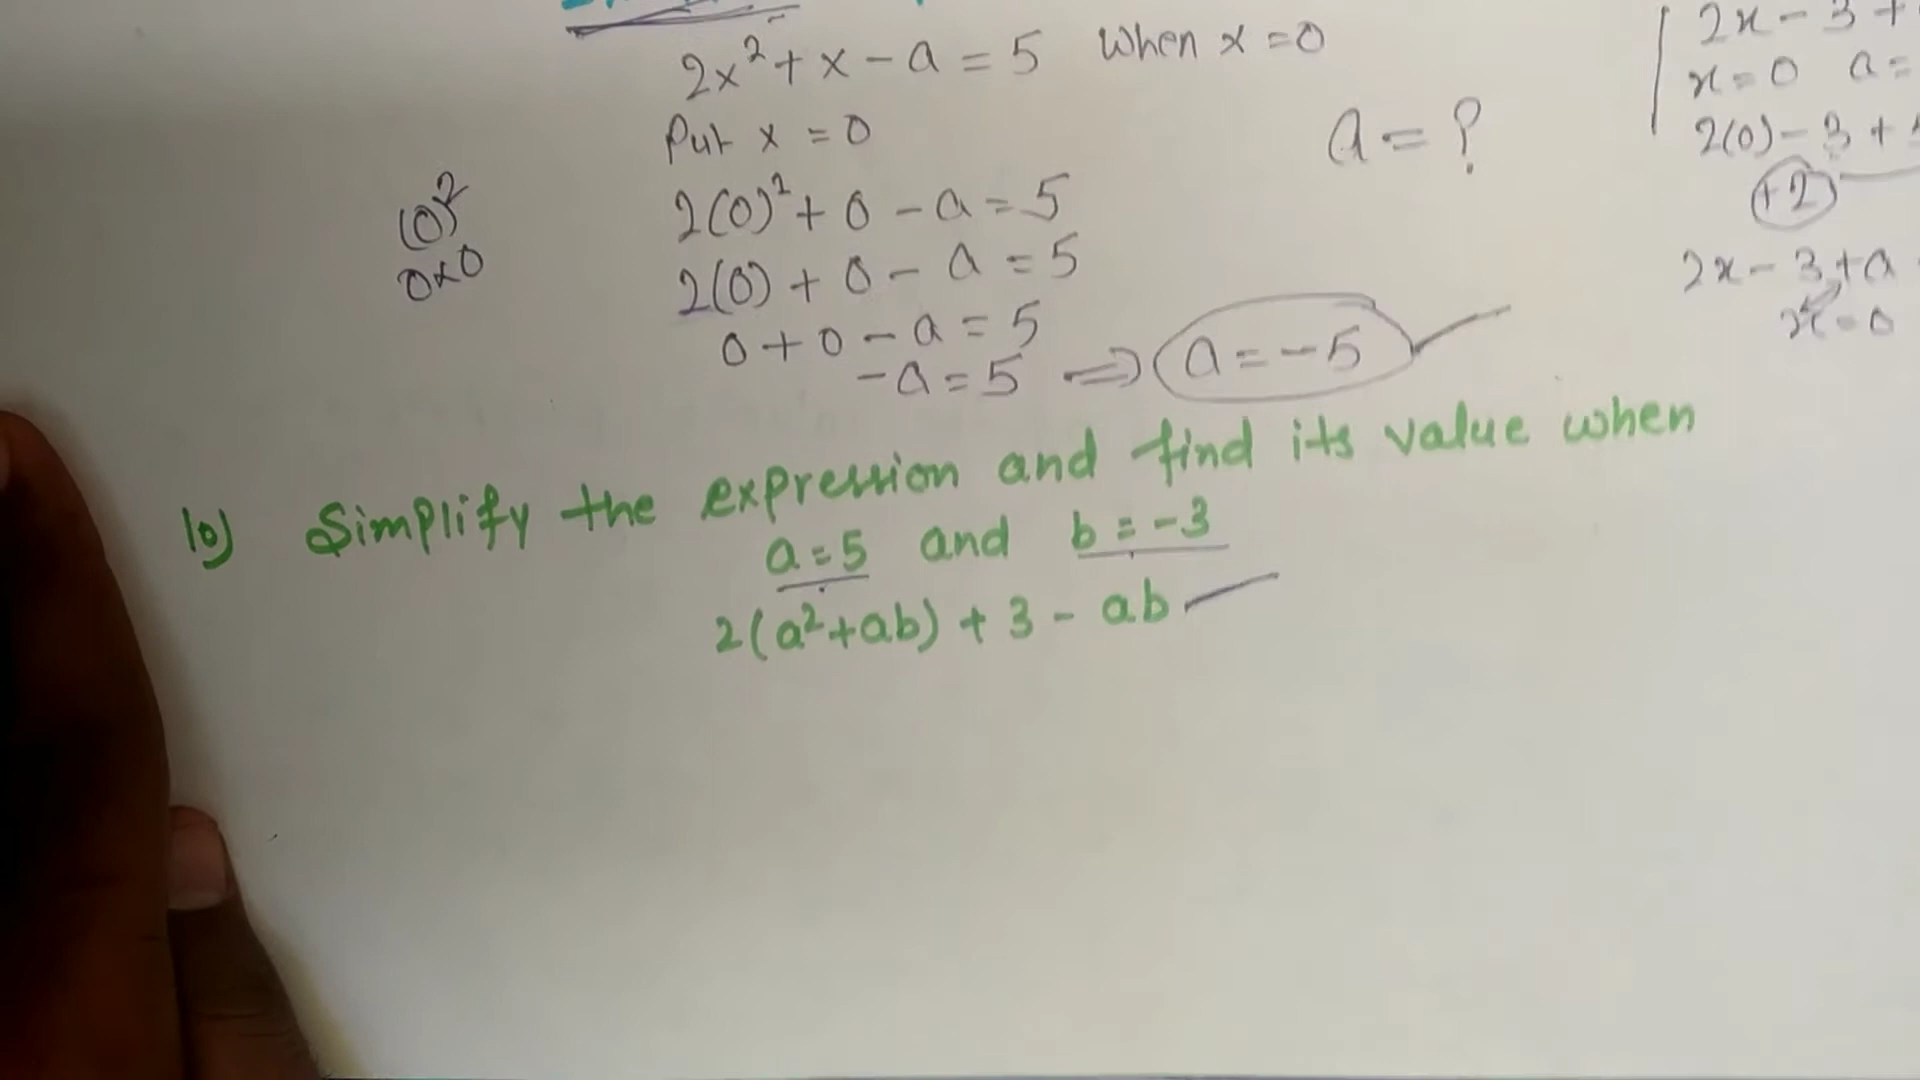 2x²+x-a=5 when x=0
Put x=0
a=?
(0)²
0x0
2(0)²+0-a=5
2(0)+0-a=5
0+0-a=5
-a=5 ⇒ a=-5
2x-3+
x=0 a=
2(0)-3+
+2
2x-3+a
x=0
10) Simplify the expression and find its value when
a=5 and b=-3
2(a²+ab)+3-ab